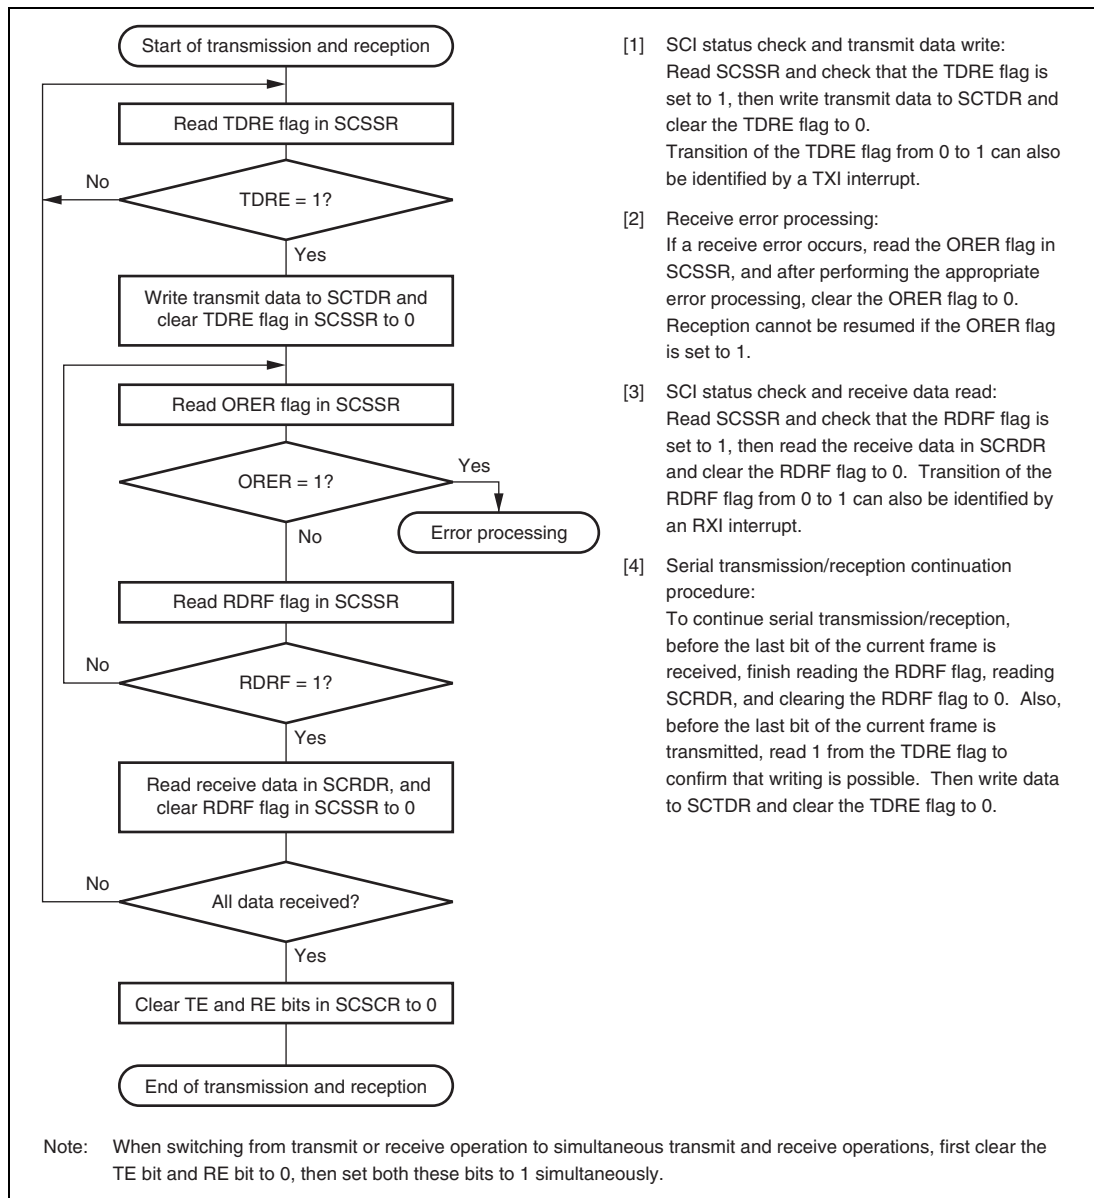 Start of transmission and reception
Read TDRE flag in SCSSR
No
TDRE = 1?
Yes
Write transmit data to SCTDR and
clear TDRE flag in SCSSR to 0
Read ORER flag in SCSSR
ORER = 1?
Yes
Error processing
No
Read RDRF flag in SCSSR
No
RDRF = 1?
Yes
Read receive data in SCRDR, and
clear RDRF flag in SCSSR to 0
No
All data received?
Yes
Clear TE and RE bits in SCSCR to 0
End of transmission and reception
[1] SCI status check and transmit data write:
Read SCSSR and check that the TDRE flag is
set to 1, then write transmit data to SCTDR and
clear the TDRE flag to 0.
Transition of the TDRE flag from 0 to 1 can also
be identified by a TXI interrupt.
[2] Receive error processing:
If a receive error occurs, read the ORER flag in
SCSSR, and after performing the appropriate
error processing, clear the ORER flag to 0.
Reception cannot be resumed if the ORER flag
is set to 1.
[3] SCI status check and receive data read:
Read SCSSR and check that the RDRF flag is
set to 1, then read the receive data in SCRDR
and clear the RDRF flag to 0. Transition of the
RDRF flag from 0 to 1 can also be identified by
an RXI interrupt.
[4] Serial transmission/reception continuation
procedure:
To continue serial transmission/reception,
before the last bit of the current frame is
received, finish reading the RDRF flag, reading
SCRDR, and clearing the RDRF flag to 0. Also,
before the last bit of the current frame is
transmitted, read 1 from the TDRE flag to
confirm that writing is possible. Then write data
to SCTDR and clear the TDRE flag to 0.
Note: When switching from transmit or receive operation to simultaneous transmit and receive operations, first clear the
TE bit and RE bit to 0, then set both these bits to 1 simultaneously.